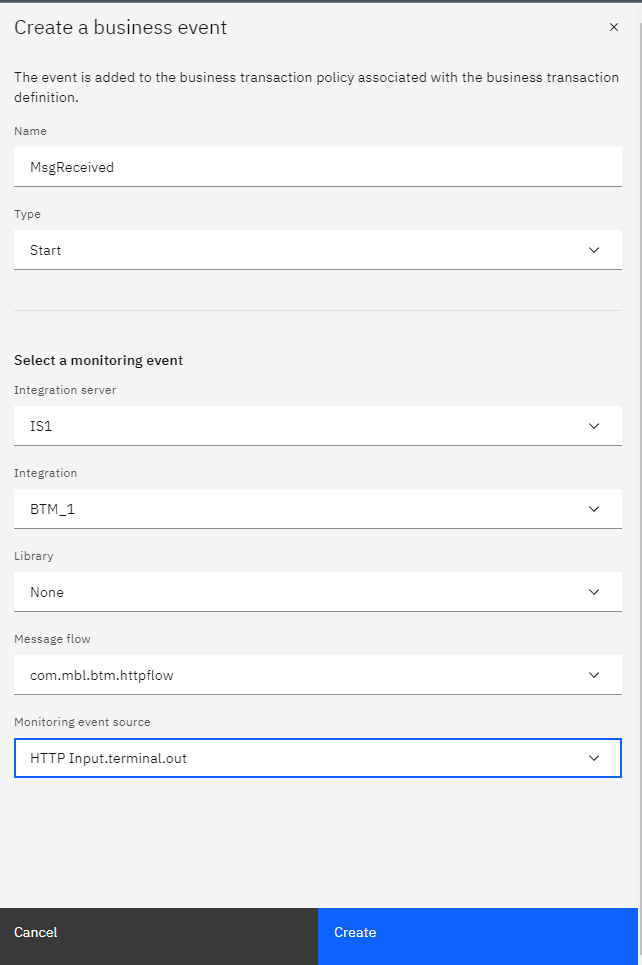 Create a business event
The event is added to the business transaction policy associated with the business transaction
definition.
Name
MsgReceived
Type
Start
Select a monitoring event
Integration server
IS1
Integration
BTM_1
Library
None
Message flow
com.mbl.btm.httpflow
Monitoring event source
HTTP Input.terminal.out
Cancel
Create